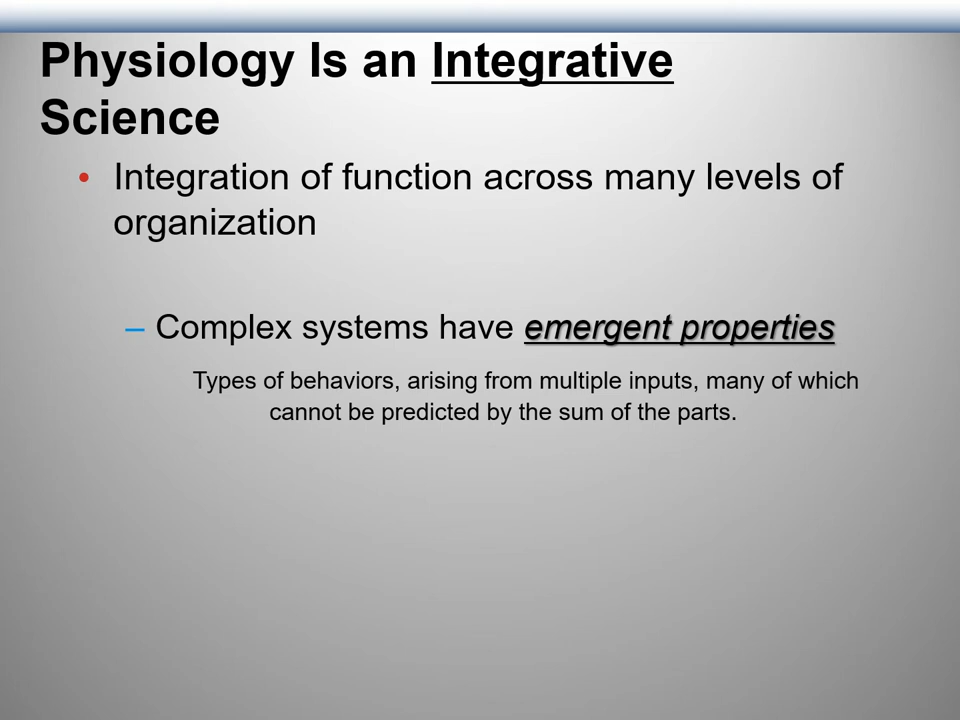 Physiology Is an Integrative
Science
• Integration of function across many levels of
organization
– Complex systems have emergent properties
Types of behaviors, arising from multiple inputs, many of which
cannot be predicted by the sum of the parts.